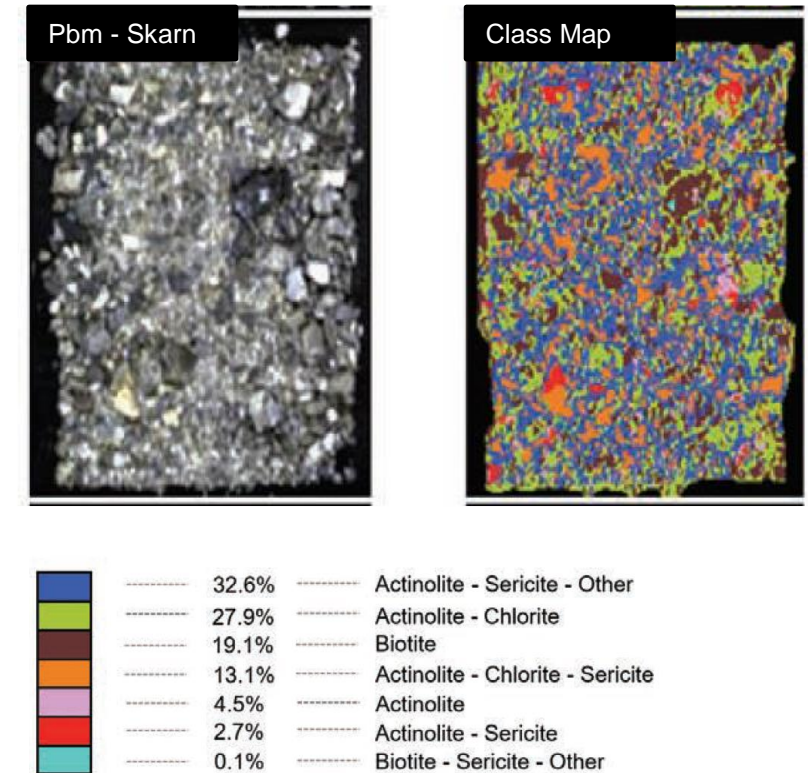 Pbm - Skarn
Class Map
32.6% Actinolite - Sericite - Other
27.9% Actinolite - Chlorite
19.1% Biotite
13.1% Actinolite - Chlorite - Sericite
4.5% Actinolite
2.7% Actinolite - Sericite
0.1% Biotite - Sericite - Other